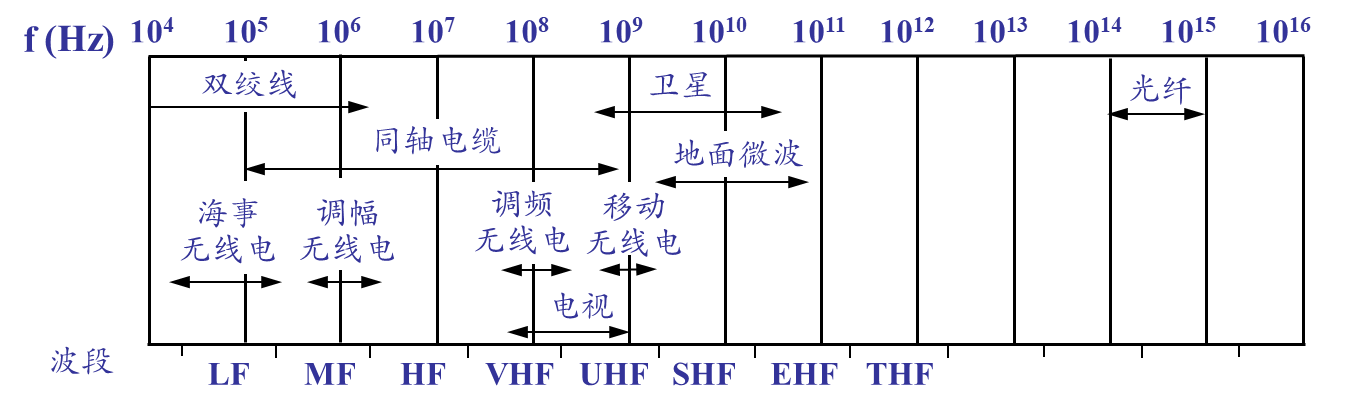 f (Hz) 10⁴ 10⁵ 10⁶ 10⁷ 10⁸ 10⁹ 10¹⁰ 10¹¹ 10¹² 10¹³ 10¹⁴ 10¹⁵ 10¹⁶
双绞线 卫星 光纤
同轴电缆 地面微波
海事 调幅 调频 移动
无线电 无线电 无线电 无线电
电视
波段 LF MF HF VHF UHF SHF EHF THF